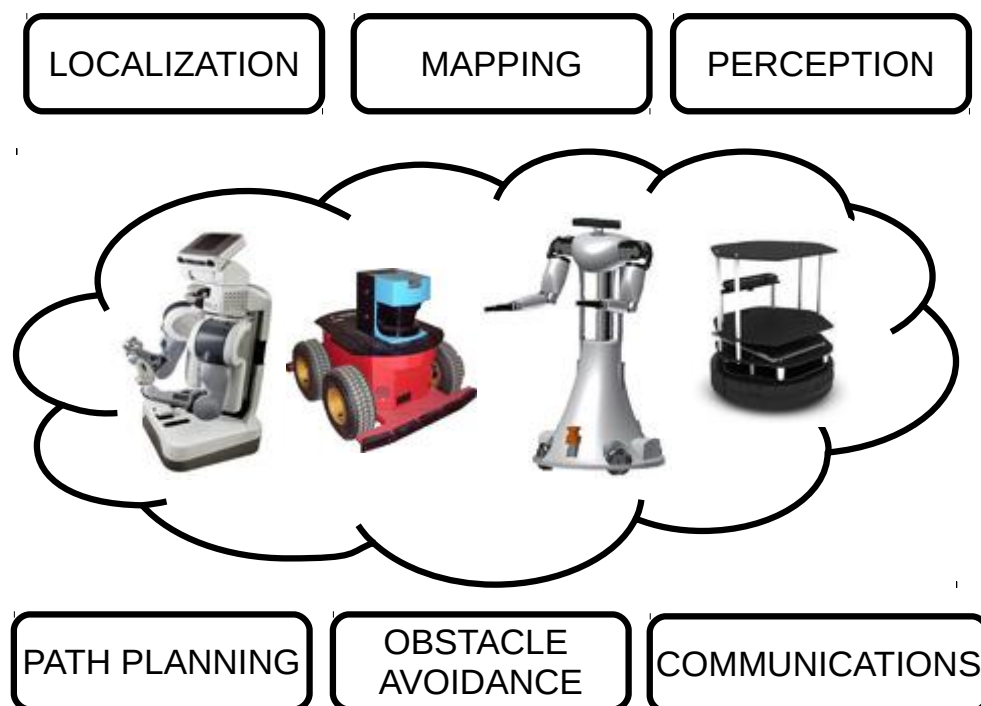 LOCALIZATION
MAPPING
PERCEPTION
PATH PLANNING
OBSTACLE
AVOIDANCE
COMMUNICATIONS